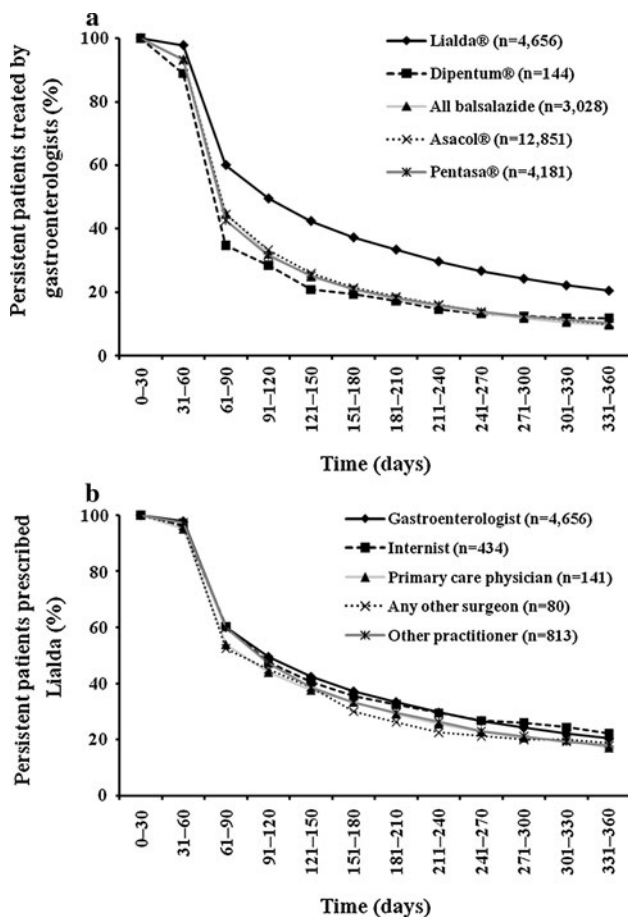 a
Persistent patients treated by
gastroenterologists (%)
100
80
60
40
20
0
Lialda® (n=4,656)
Dipentum® (n=144)
All balsalazide (n=3,028)
Asacol® (n=12,851)
Pentasa® (n=4,181)
0–30
31–60
61–90
91–120
121–150
151–180
181–210
211–240
241–270
271–300
301–330
331–360
Time (days)
b
Persistent patients prescribed
Lialda (%)
100
80
60
40
20
0
Gastroenterologist (n=4,656)
Internist (n=434)
Primary care physician (n=141)
Any other surgeon (n=80)
Other practitioner (n=813)
0–30
31–60
61–90
91–120
121–150
151–180
181–210
211–240
241–270
271–300
301–330
331–360
Time (days)